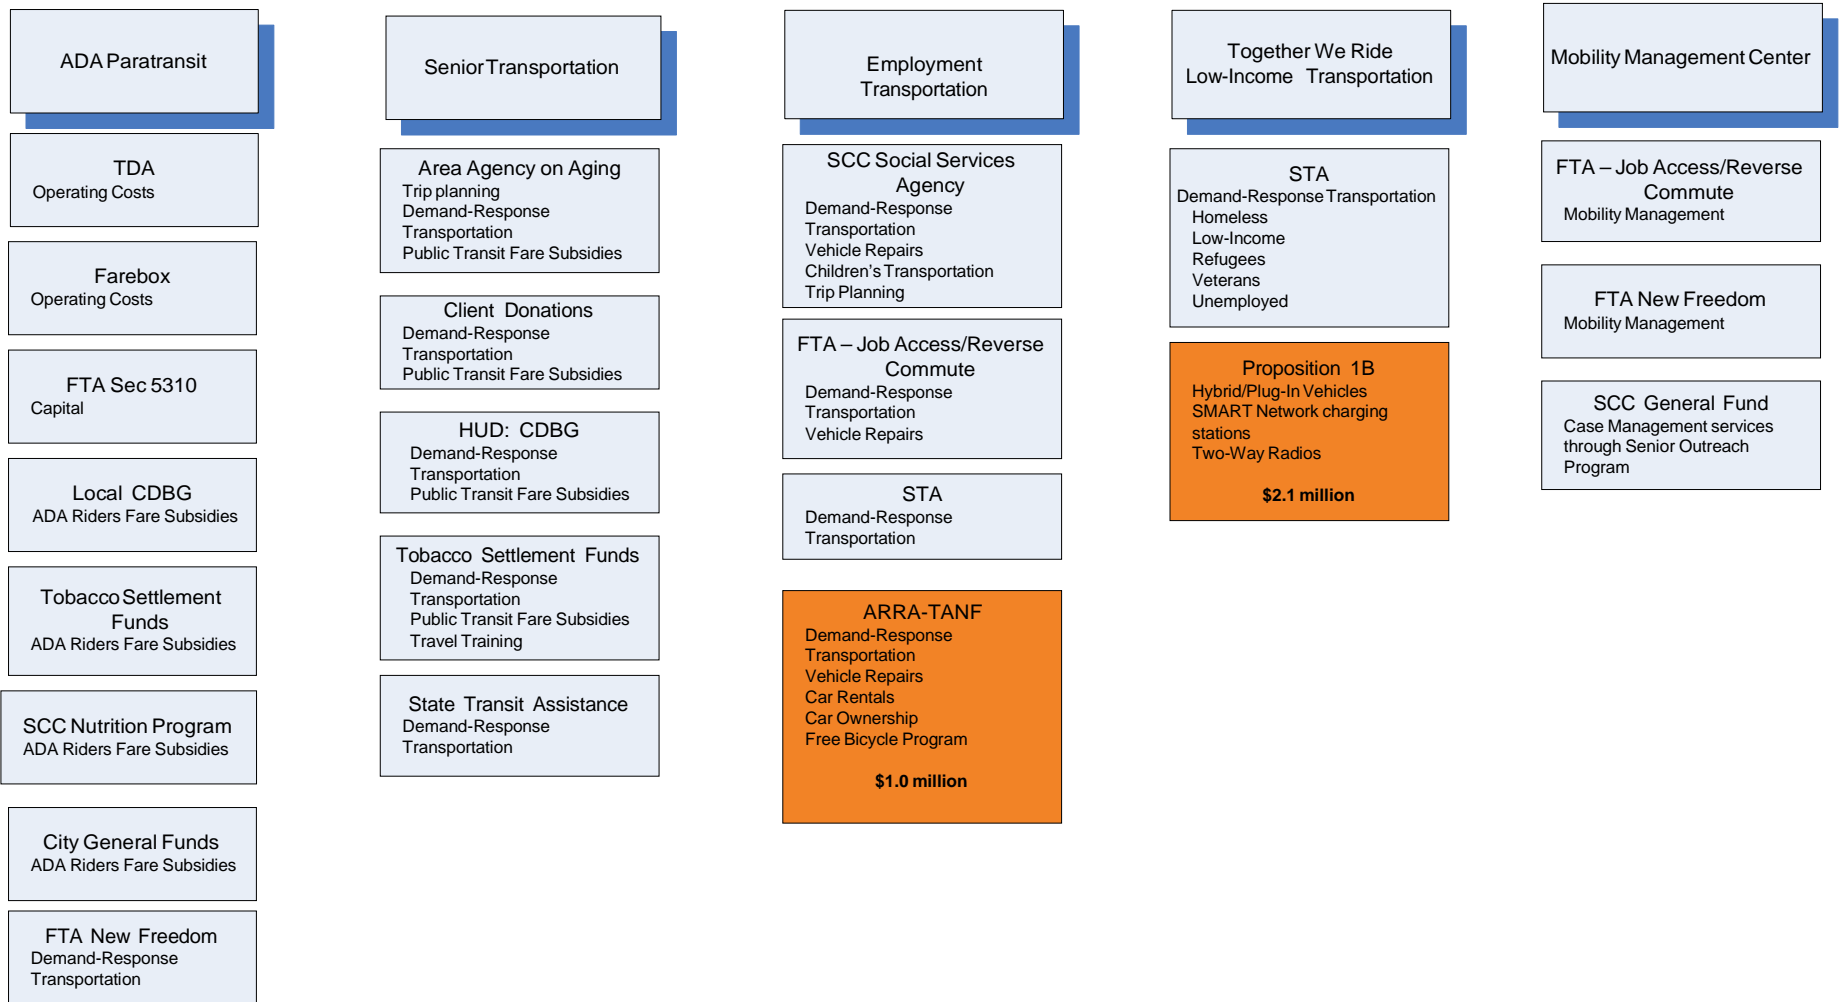 ADA Paratransit
TDA
Operating Costs
Farebox
Operating Costs
FTA Sec 5310
Capital
Local CDBG
ADA Riders Fare Subsidies
Tobacco Settlement
Funds
ADA Riders Fare Subsidies
SCC Nutrition Program
ADA Riders Fare Subsidies
City General Funds
ADA Riders Fare Subsidies
FTA New Freedom
Demand-Response
Transportation
Senior Transportation
Area Agency on Aging
Trip planning
Demand-Response
Transportation
Public Transit Fare Subsidies
Client Donations
Demand-Response
Transportation
Public Transit Fare Subsidies
HUD: CDBG
Demand-Response
Transportation
Public Transit Fare Subsidies
Tobacco Settlement Funds
Demand-Response
Transportation
Public Transit Fare Subsidies
Travel Training
State Transit Assistance
Demand-Response
Transportation
Employment
Transportation
SCC Social Services
Agency
Demand-Response
Transportation
Vehicle Repairs
Children's Transportation
Trip Planning
FTA – Job Access/Reverse
Commute
Demand-Response
Transportation
Vehicle Repairs
STA
Demand-Response
Transportation
ARRA-TANF
Demand-Response
Transportation
Vehicle Repairs
Car Rentals
Car Ownership
Free Bicycle Program
$1.0 million
Together We Ride
Low-Income Transportation
STA
Demand-Response Transportation
Homeless
Low-Income
Refugees
Veterans
Unemployed
Proposition 1B
Hybrid/Plug-In Vehicles
SMART Network charging
stations
Two-Way Radios
$2.1 million
Mobility Management Center
FTA – Job Access/Reverse
Commute
Mobility Management
FTA New Freedom
Mobility Management
SCC General Fund
Case Management services
through Senior Outreach
Program